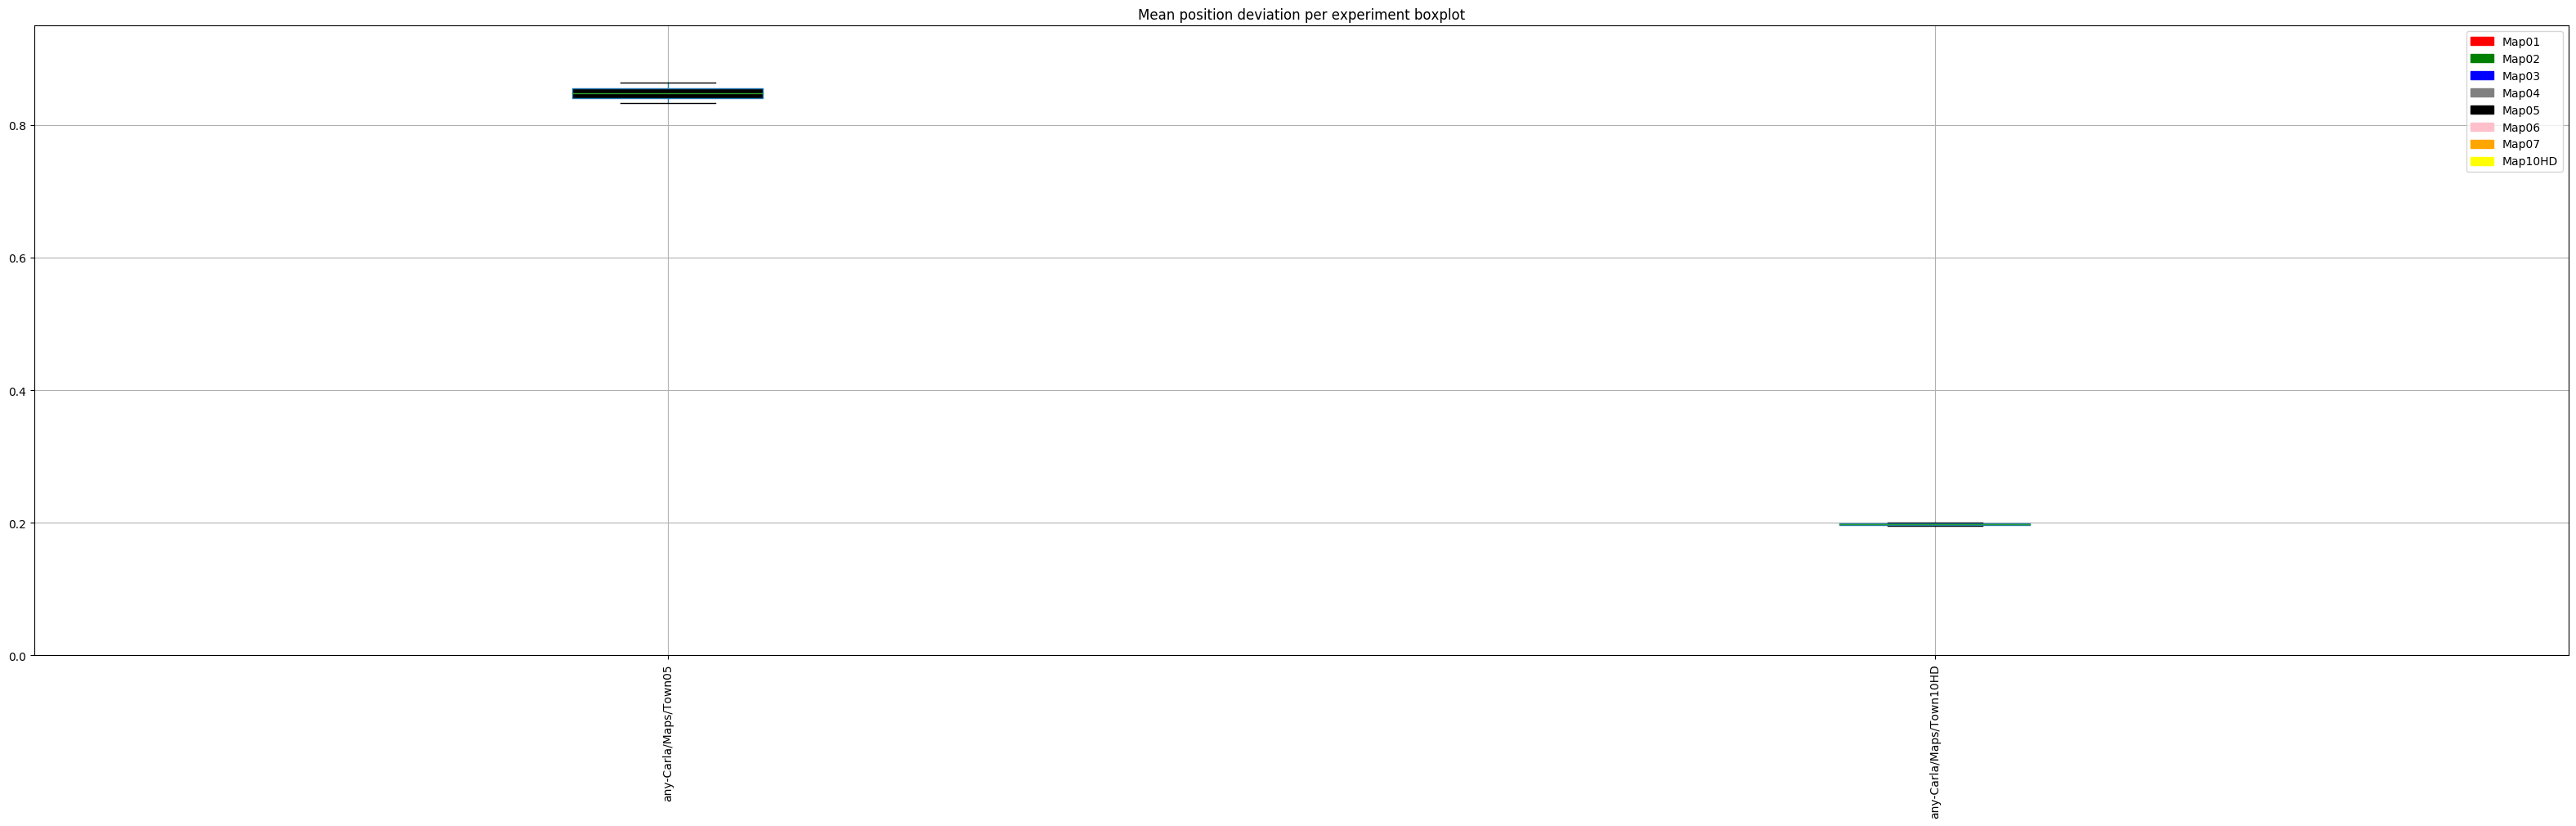 Mean position deviation per experiment boxplot
Map01
Map02
Map03
Map04
Map05
Map06
Map07
Map10HD
0.8
0.6
0.4
0.2
0.0
any-Carla/Maps/Town05
any-Carla/Maps/Town10HD